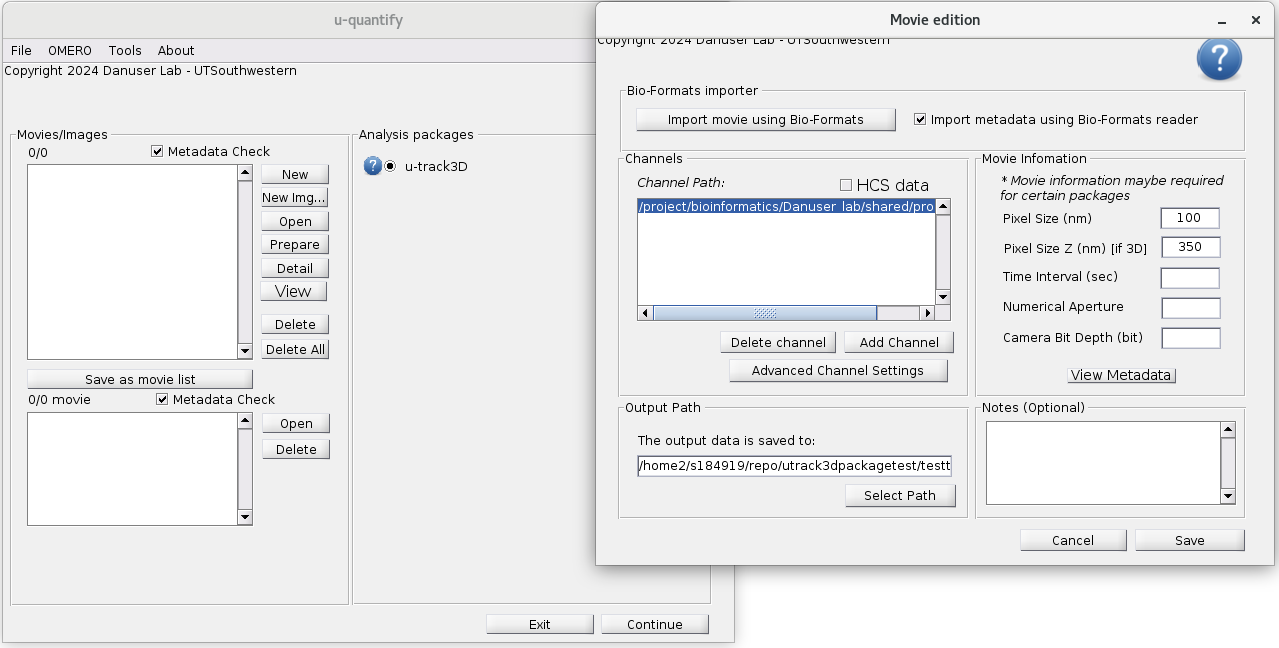 u-quantify
File OMERO Tools About
Copyright 2024 Danuser Lab - UTSouthwestern
Movies/Images
0/0
Metadata Check
New
New Img...
Open
Prepare
Detail
View
Delete
Delete All
Save as movie list
0/0 movie
Metadata Check
Open
Delete
Analysis packages
?
u-track3D
Exit
Continue
Movie edition
Copyright 2024 Danuser Lab - UTSouthwestern
?
Bio-Formats importer
Import movie using Bio-Formats
Import metadata using Bio-Formats reader
Channels
Channel Path:
HCS data
/project/bioinformatics/Danuser_lab/shared/pro
Delete channel
Add Channel
Advanced Channel Settings
Movie Infomation
* Movie information maybe required
for certain packages
Pixel Size (nm) 100
Pixel Size Z (nm) [if 3D] 350
Time Interval (sec)
Numerical Aperture
Camera Bit Depth (bit)
View Metadata
Output Path
The output data is saved to:
/home2/s184919/repo/utrack3dpackagetest/testt
Select Path
Notes (Optional)
Cancel
Save